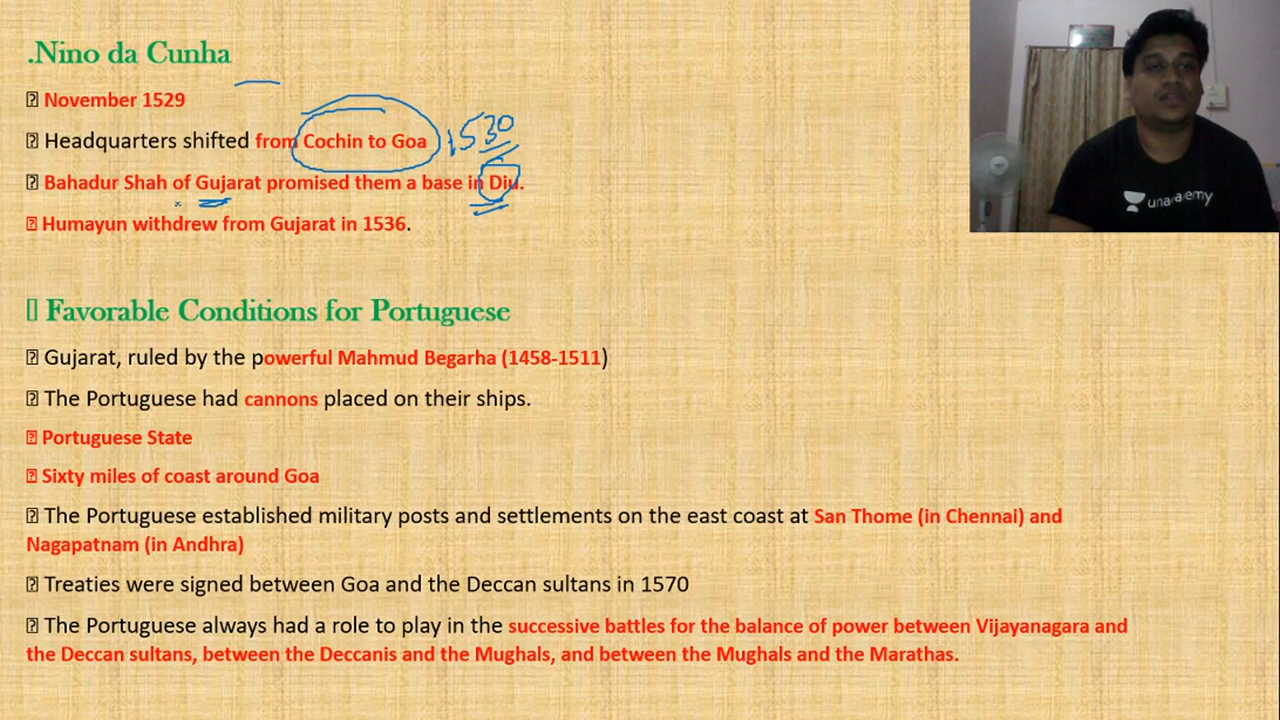 .Nino da Cunha
November 1529
Headquarters shifted from Cochin to Goa 1530
Bahadur Shah of Gujarat promised them a base in Diu.
Humayun withdrew from Gujarat in 1536.
Favorable Conditions for Portuguese
Gujarat, ruled by the powerful Mahmud Begarha (1458-1511)
The Portuguese had cannons placed on their ships.
Portuguese State
Sixty miles of coast around Goa
The Portuguese established military posts and settlements on the east coast at San Thome (in Chennai) and
Nagapatnam (in Andhra)
Treaties were signed between Goa and the Deccan sultans in 1570
The Portuguese always had a role to play in the successive battles for the balance of power between Vijayanagara and
the Deccan sultans, between the Deccanis and the Mughals, and between the Mughals and the Marathas.
unacademy